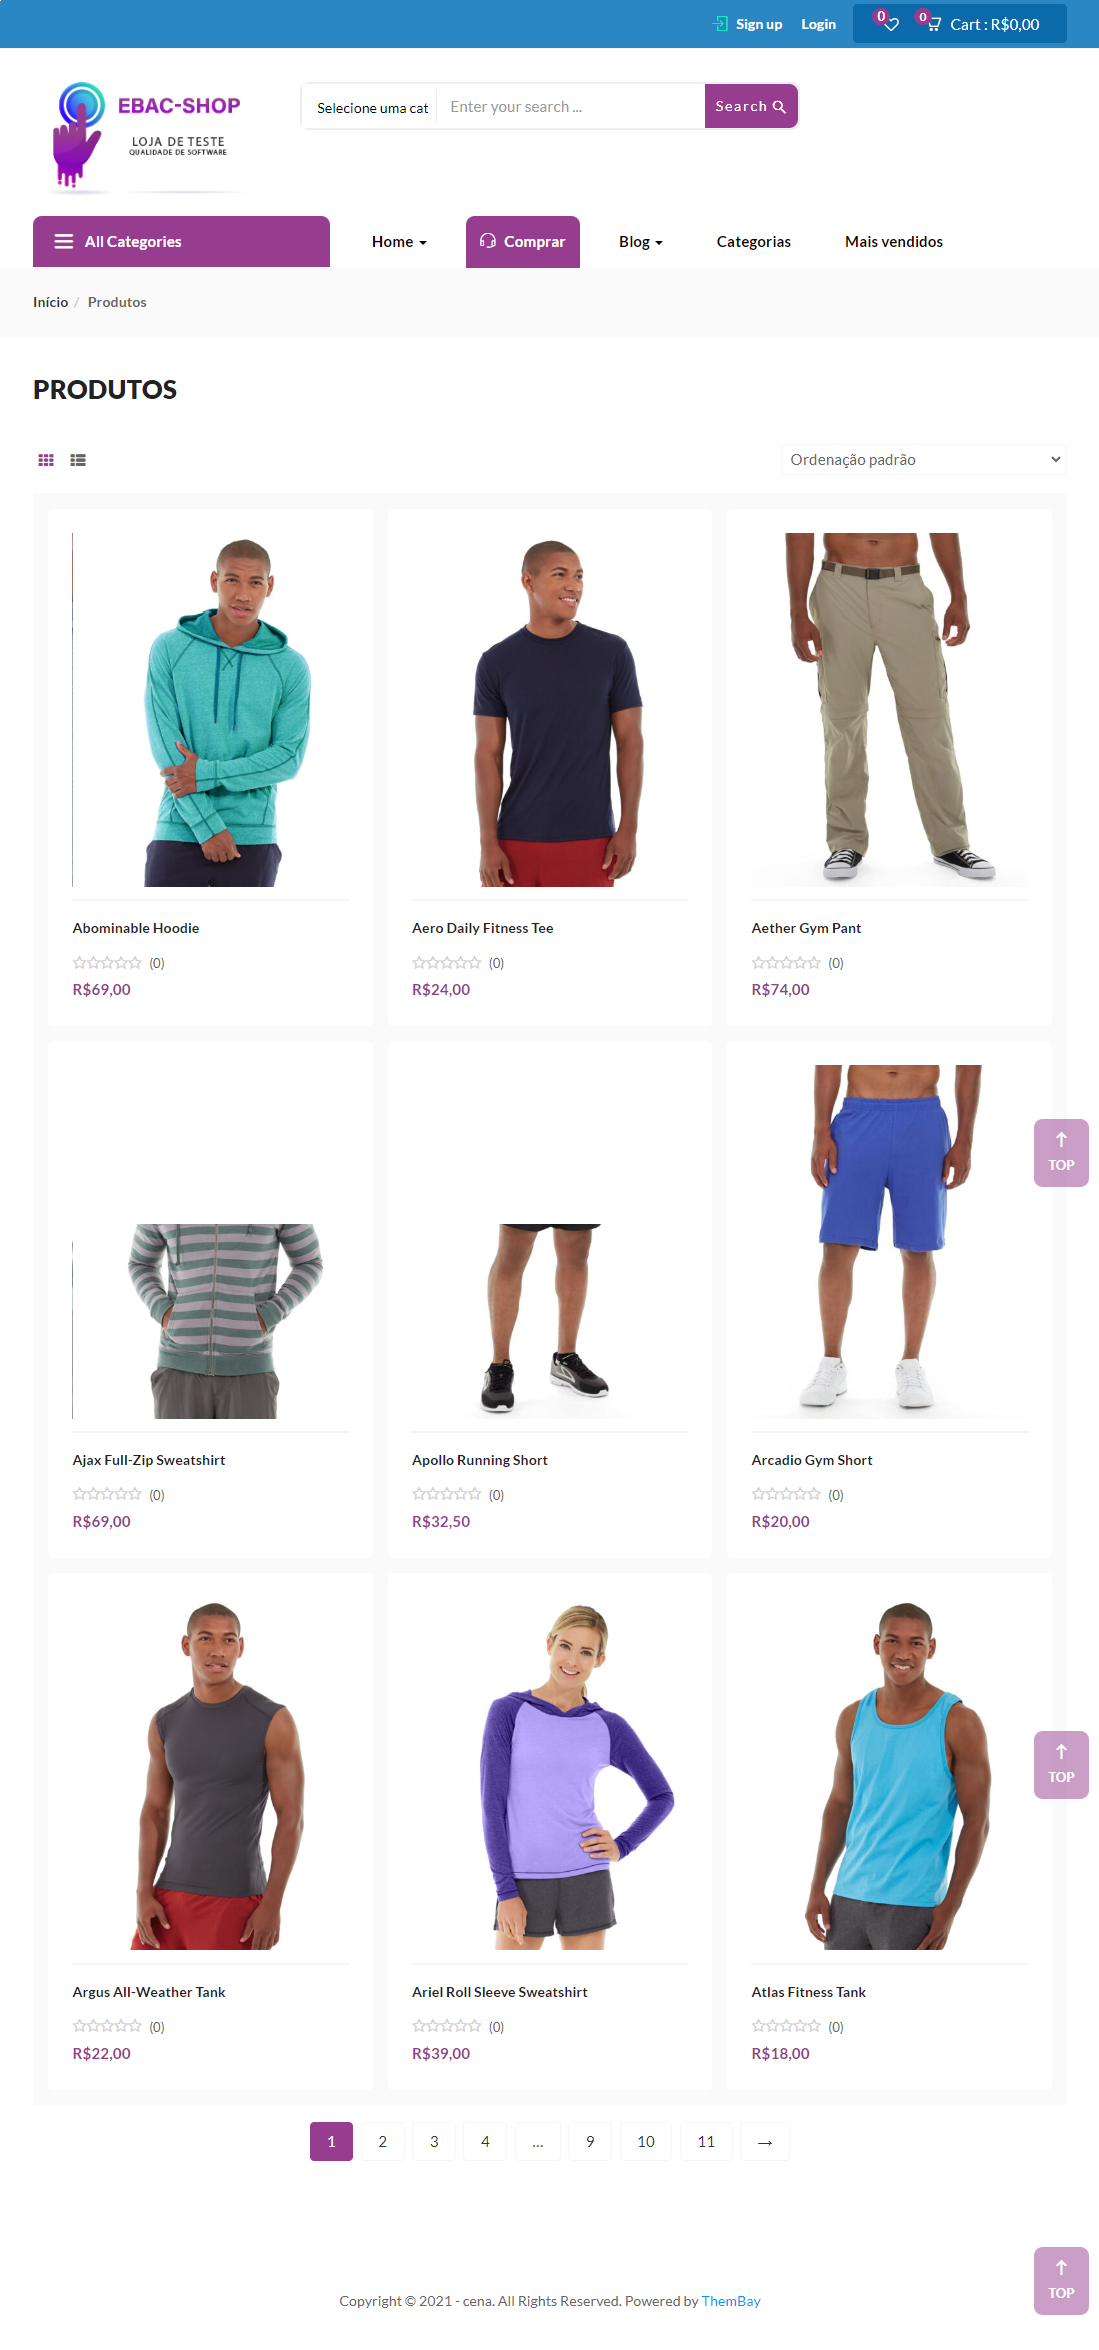 Sign up Login 0 0 Cart : R$0,00
EBAC-SHOP
LOJA DE TESTE
QUALIDADE DE SOFTWARE
Selecione uma cat Enter your search ... Search
All Categories Home Comprar Blog Categorias Mais vendidos
Início / Produtos
PRODUTOS
Ordenação padrão
Abominable Hoodie
(0)
R$69,00
Aero Daily Fitness Tee
(0)
R$24,00
Aether Gym Pant
(0)
R$74,00
TOP
Ajax Full-Zip Sweatshirt
(0)
R$69,00
Apollo Running Short
(0)
R$32,50
Arcadio Gym Short
(0)
R$20,00
TOP
Argus All-Weather Tank
(0)
R$22,00
Ariel Roll Sleeve Sweatshirt
(0)
R$39,00
Atlas Fitness Tank
(0)
R$18,00
1 2 3 4 … 9 10 11 →
TOP
Copyright © 2021 - cena. All Rights Reserved. Powered by ThemBay